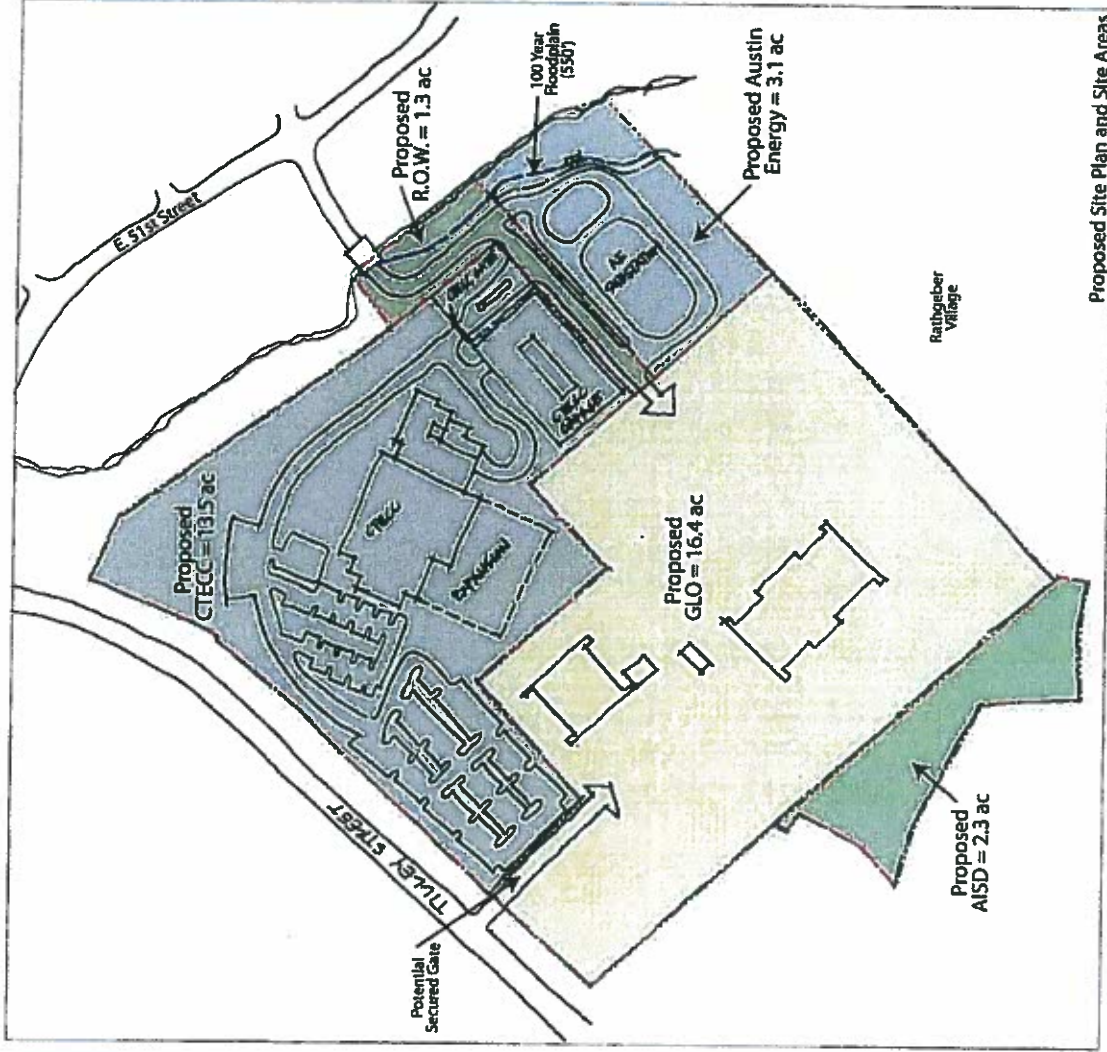 E. 51st Street
Proposed
R.O.W. = 1.3 ac
100 Year
Floodplain
(550')
Proposed Austin
Energy = 3.1 ac
Proposed
CTECC = 13.5 ac
CTECC
CTECC
Proposed
GLO = 16.4 ac
Rathgeber
Village
TILLEY STREET
Potential
Secured Gate
Proposed
AISD = 2.3 ac
Proposed Site Plan and Site Areas